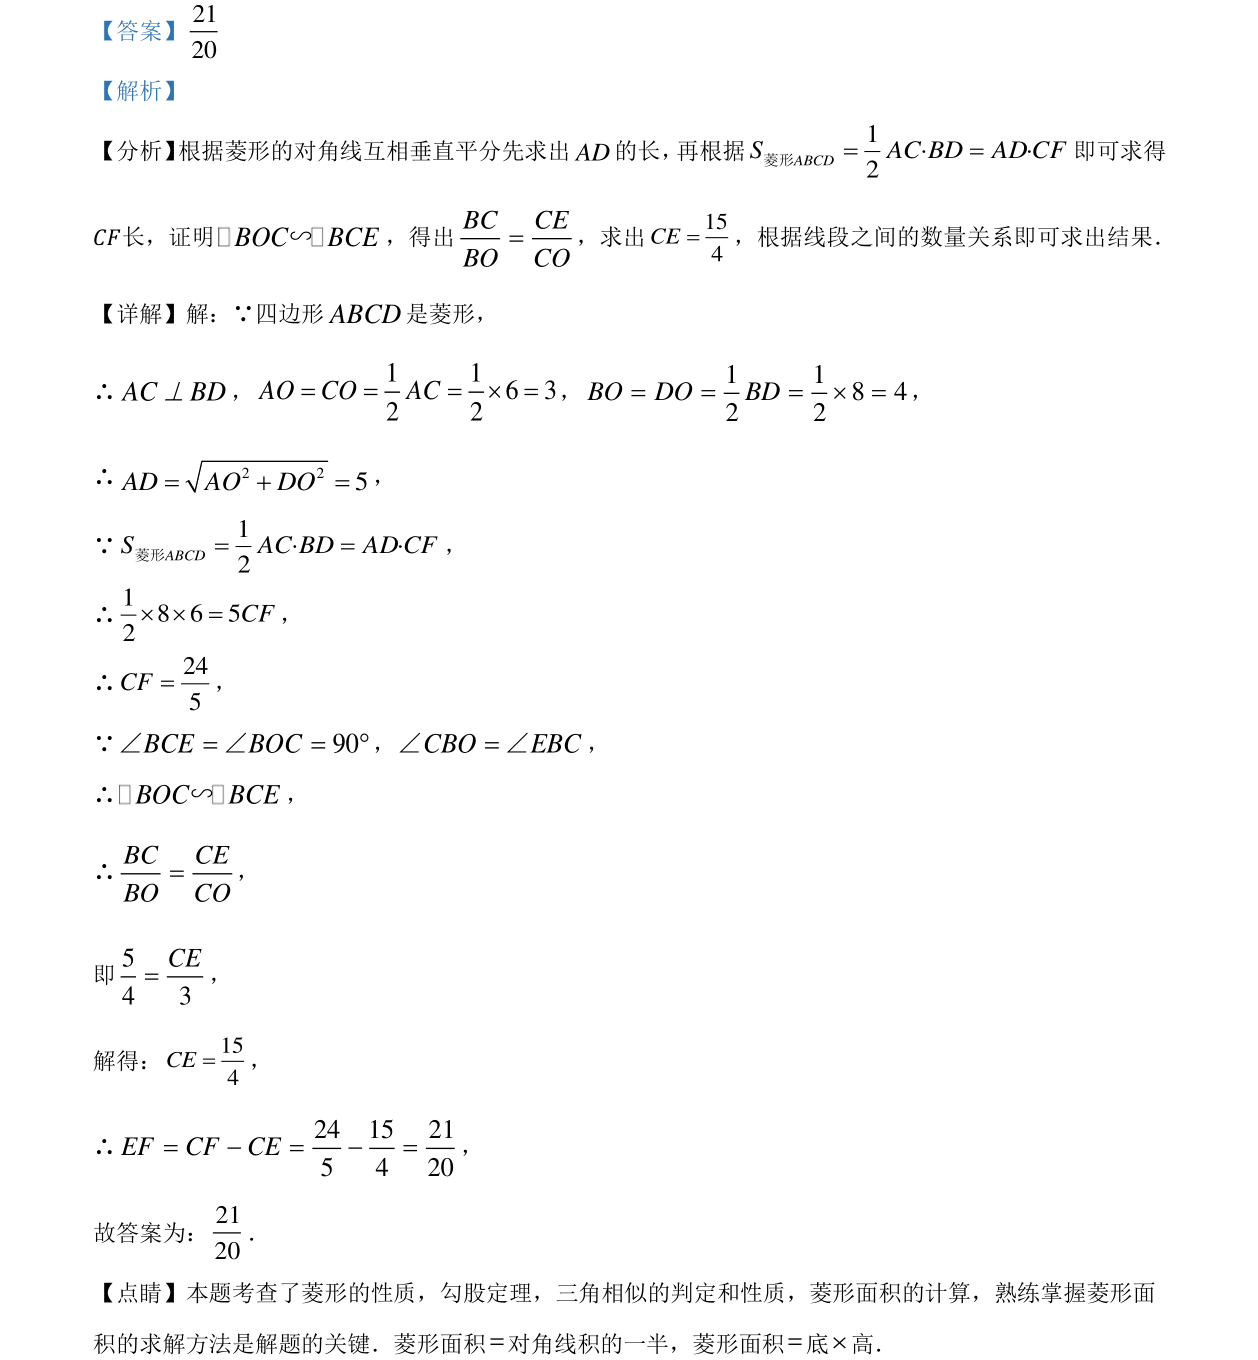 【答案】21/20
【解析】
【分析】根据菱形的对角线互相垂直平分先求出 AD 的长，再根据 S菱形ABCD = 1/2 AC·BD = AD·CF 即可求得
CF长，证明□BOC∽□BCE，得出 BC/BO = CE/CO，求出 CE = 15/4，根据线段之间的数量关系即可求出结果．
【详解】解：∵四边形 ABCD 是菱形，
∴ AC ⊥ BD，AO = CO = 1/2 AC = 1/2 × 6 = 3，BO = DO = 1/2 BD = 1/2 × 8 = 4，
∴ AD = √(AO² + DO²) = 5，
∵ S菱形ABCD = 1/2 AC·BD = AD·CF，
∴ 1/2 × 8 × 6 = 5CF，
∴ CF = 24/5，
∵ ∠BCE = ∠BOC = 90°，∠CBO = ∠EBC，
∴□BOC∽□BCE，
∴ BC/BO = CE/CO，
即 5/4 = CE/3，
解得：CE = 15/4，
∴ EF = CF − CE = 24/5 − 15/4 = 21/20，
故答案为：21/20．
【点睛】本题考查了菱形的性质，勾股定理，三角相似的判定和性质，菱形面积的计算，熟练掌握菱形面
积的求解方法是解题的关键．菱形面积=对角线积的一半，菱形面积=底×高．